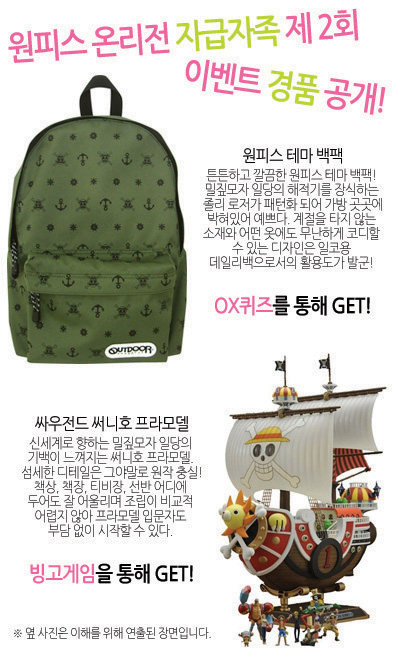 원피스 온리전 자급자족 제 2회
이벤트 경품 공개!
원피스 테마 백팩
튼튼하고 깔끔한 원피스 테마 백팩!
밀짚모자 일당의 해적기를 장식하는
졸리 로저가 패턴화 되어 가방 곳곳에
박혀있어 예쁘다. 계절을 타지 않는
소재와 어떤 옷에도 무난하게 코디할
수 있는 디자인은 일코용
데일리백으로서의 활용도가 발군!
OX퀴즈를 통해 GET!
OUTDOOR
싸우전드 써니호 프라모델
신세계로 향하는 밀짚모자 일당의
기백이 느껴지는 써니호 프라모델.
섬세한 디테일은 그야말로 원작 충실!
책상, 책장, 티비장, 선반 어디에
두어도 잘 어울리며 조립이 비교적
어렵지 않아 프라모델 입문자도
부담 없이 시작할 수 있다.
빙고게임을 통해 GET!
※ 옆 사진은 이해를 위해 연출된 장면입니다.